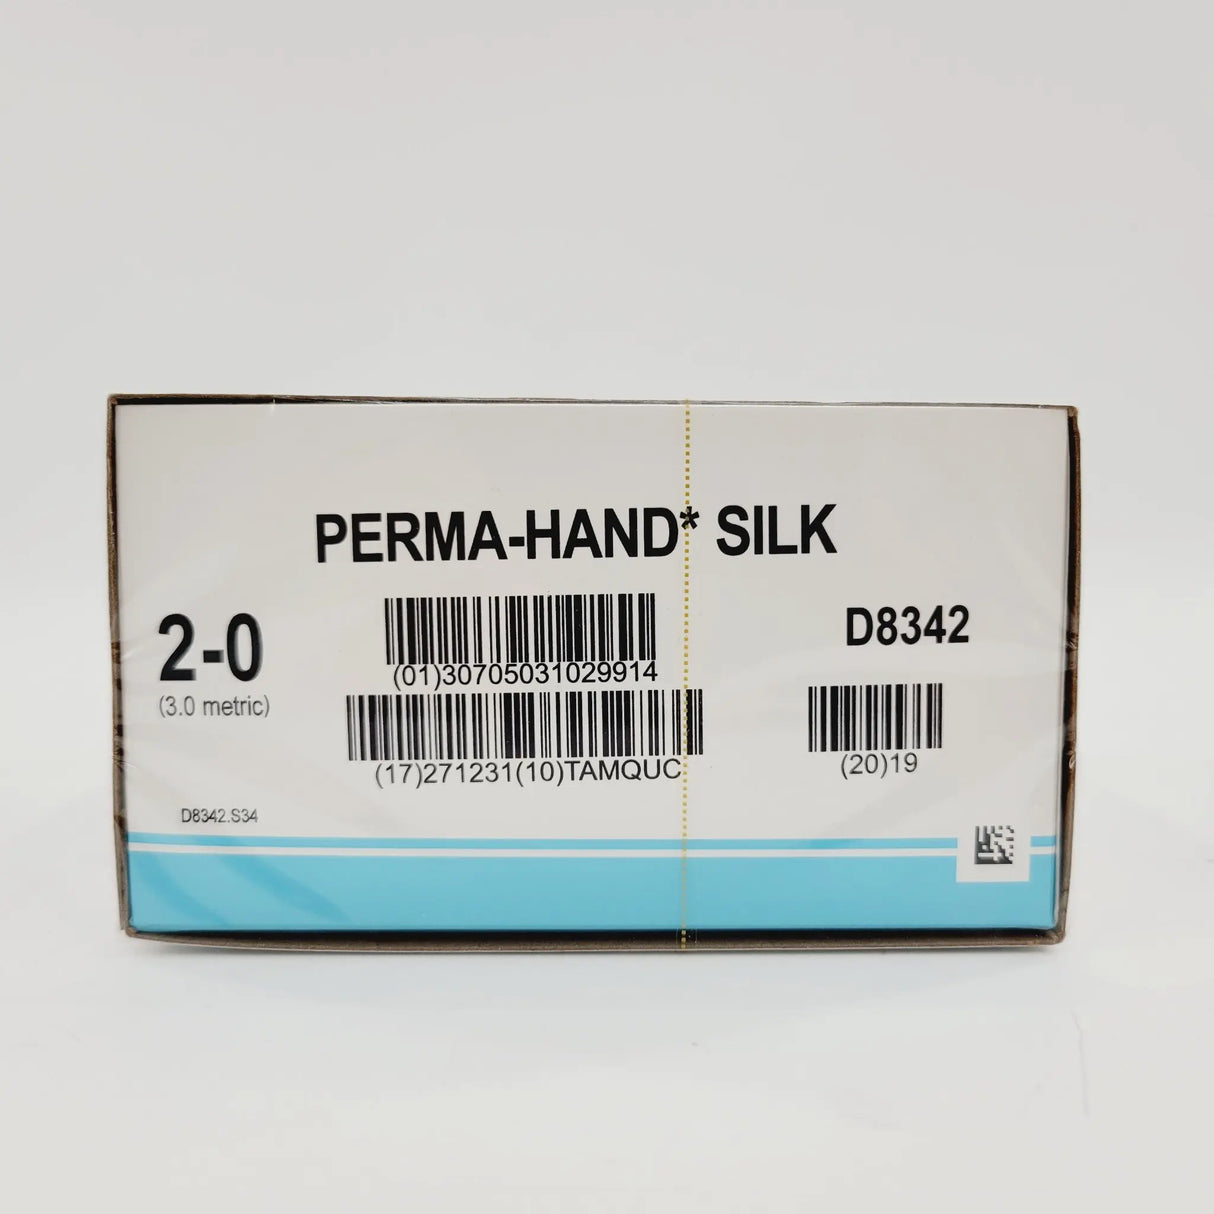 PERMA-HAND* SILK
2-0
(3.0 metric)
(01)30705031029914
(17)271231(10)TAMQUC
D8342
(20)19
D8342.S34